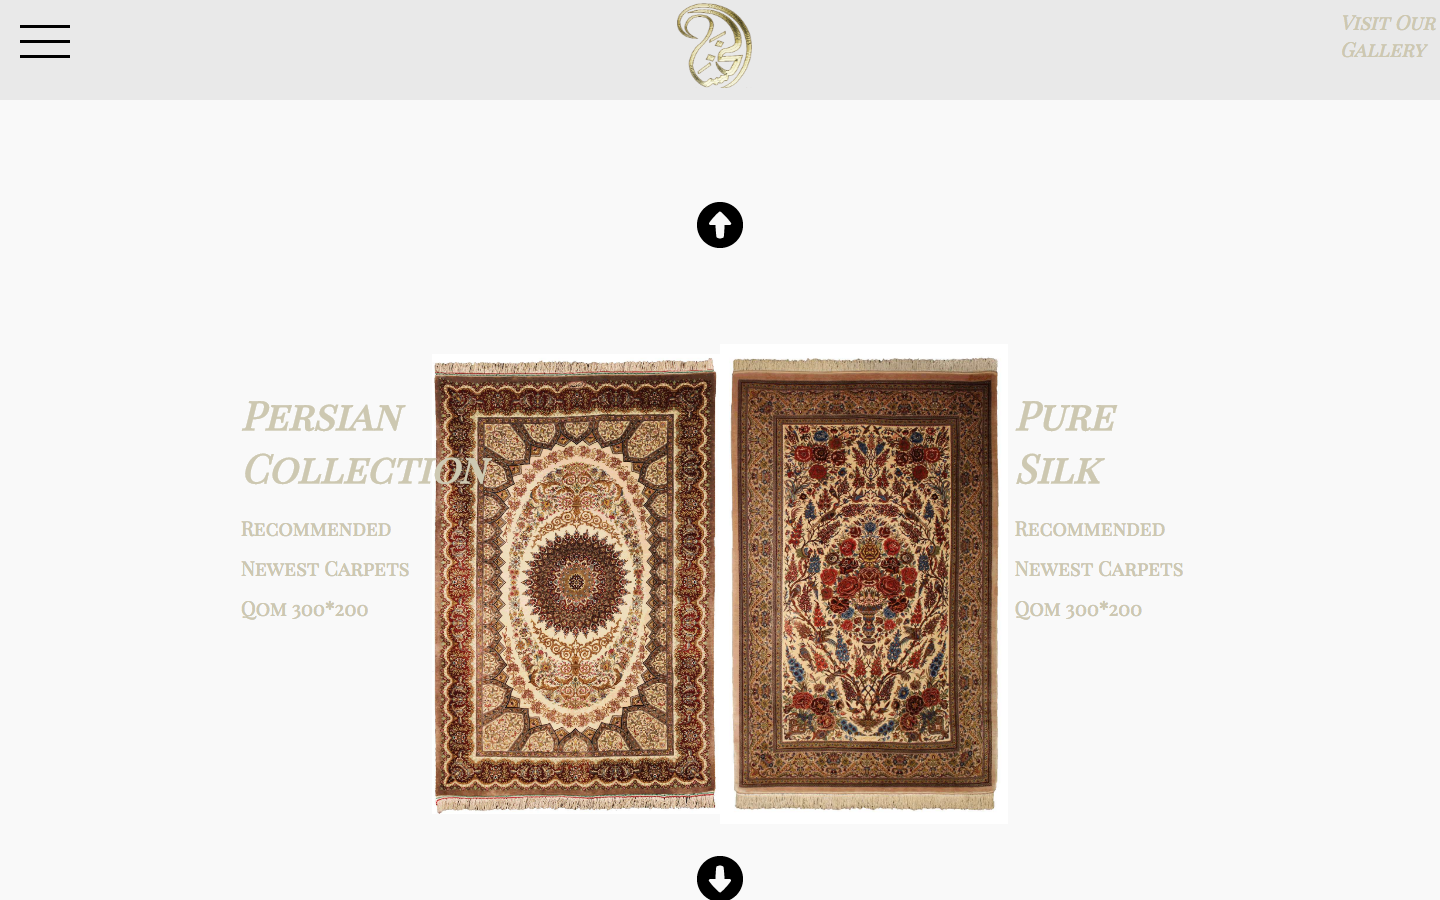 Visit Our
Gallery
Persian
Collection
Recommended
Newest Carpets
Qom 300*200
Pure
Silk
Recommended
Newest Carpets
Qom 300*200